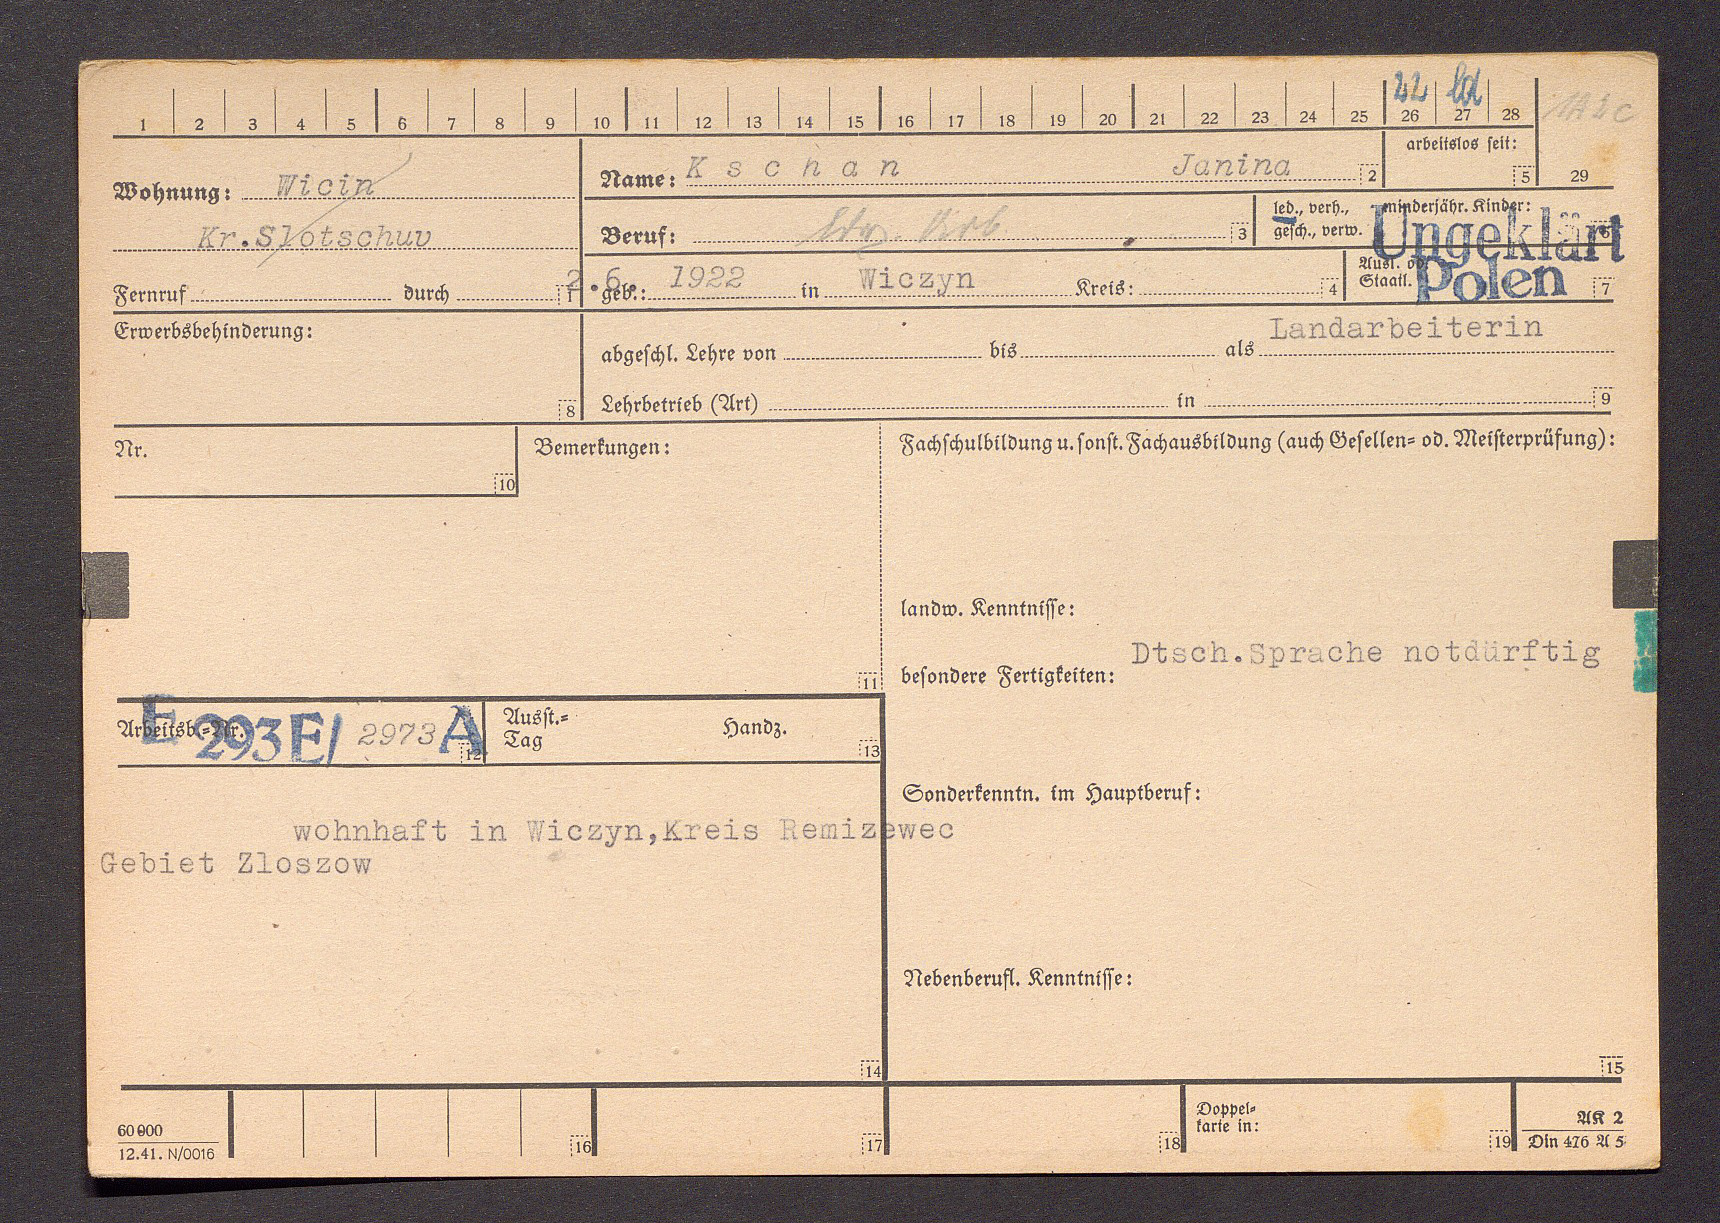 22
1 2 3 4 5 6 7 8 9 10 11 12 13 14 15 16 17 18 19 20 21 22 23 24 25 26 27 28
Wohnung: Wicin
Kr.Slotschuv
Fernruf durch 1
Name: K s c h a n Janina 2
arbeitslos seit: 5
29
Beruf: 3
led., verh., gesch., verw.
minderjähr. Kinder: 6
Ungeklärt
geb.: 2.6. 1922 in Wiczyn Kreis: 4
Ausl. od. Staatl. Polen 7
Erwerbsbehinderung: 8
Landarbeiterin
abgeschl. Lehre von bis als
Lehrbetrieb (Art) in 9
Nr. 10
Bemerkungen: 11
Fachschulbildung u. sonst. Fachausbildung (auch Gesellen- od. Meisterprüfung):
landw. Kenntnisse:
Dtsch.Sprache notdürftig
besondere Fertigkeiten:
Arbeitsb.-Nr. E 293E/ 2973 A 12
Ausst.-Tag Handz. 13
Sonderkenntn. im Hauptberuf:
wohnhaft in Wiczyn,Kreis Remizewec
Gebiet Zloszow
Nebenberufl. Kenntnisse:
14
15
60000
12.41. N/0016
16 17 18
Doppel-
karte in: 19
AK 2
Din 476 A 5